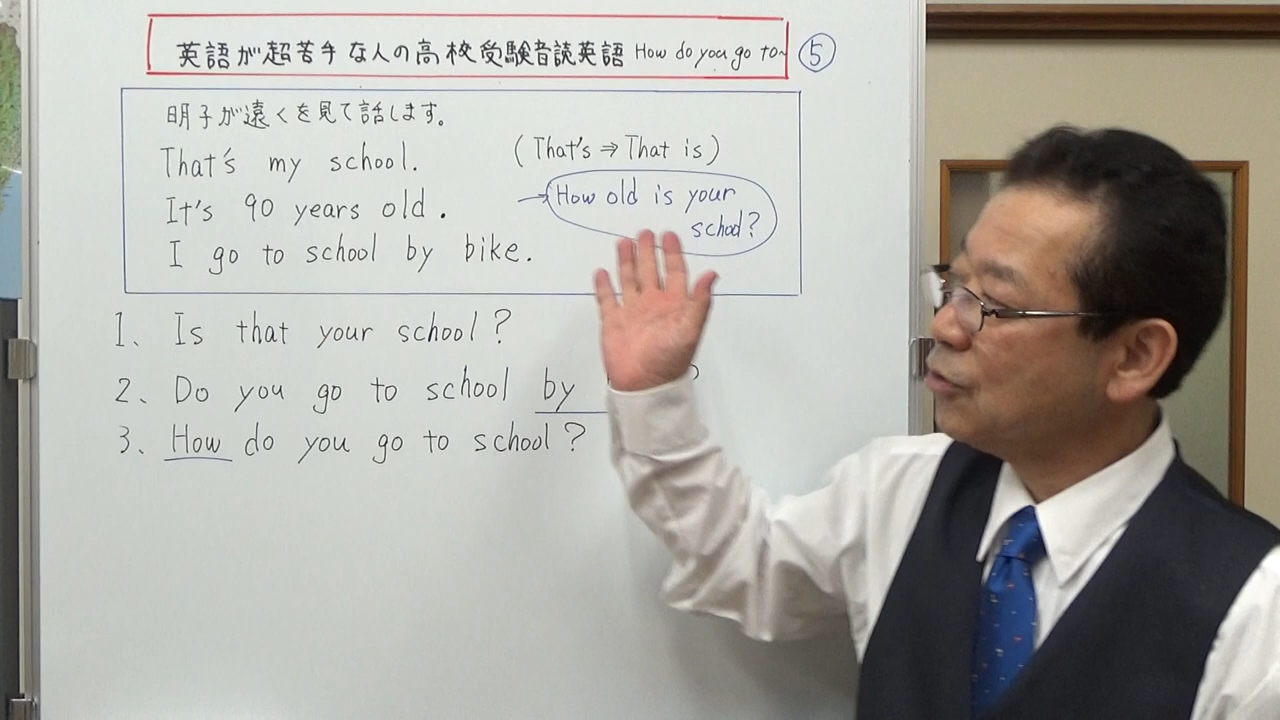 英語が超苦手な人の高校受験音読英語 How do you go to~ ⑤
明子が遠くを見て話します。
That's my school. (That's ⇒ That is)
It's 90 years old. → How old is your
school?
I go to school by bike.
1、Is that your school?
2、Do you go to school by ?
3、How do you go to school?